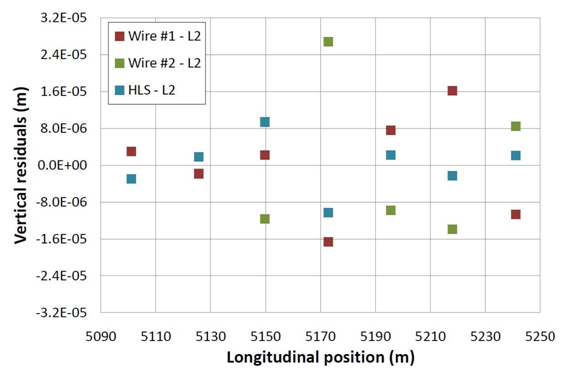 3.2E-05
2.4E-05
1.6E-05
8.0E-06
0.0E+00
-8.0E-06
-1.6E-05
-2.4E-05
-3.2E-05
Vertical residuals (m)
Wire #1 - L2
Wire #2 - L2
HLS - L2
5090 5110 5130 5150 5170 5190 5210 5230 5250
Longitudinal position (m)